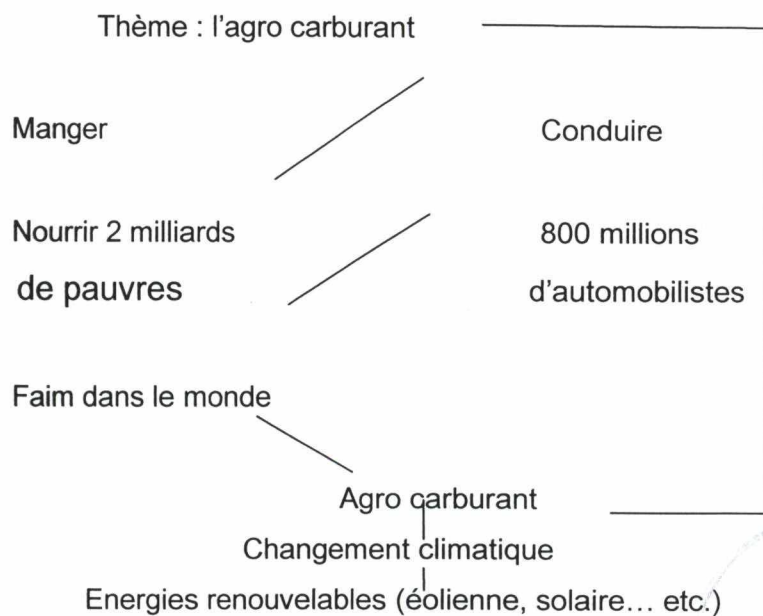 Thème : l'agro carburant
Manger Conduire
Nourrir 2 milliards 800 millions
de pauvres d'automobilistes
Faim dans le monde
Agro carburant
Changement climatique
Energies renouvelables (éolienne, solaire... etc.)